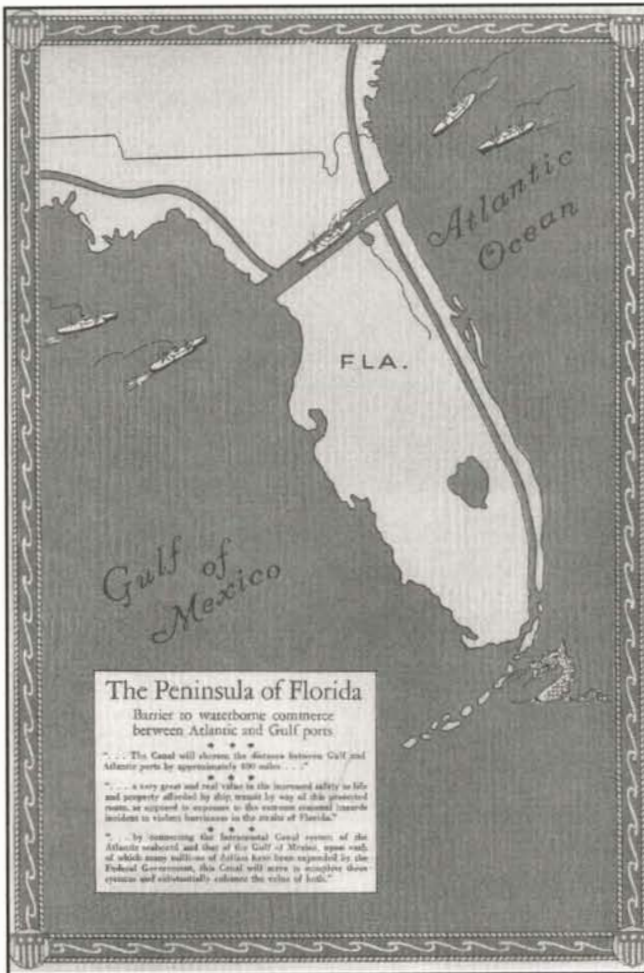 Atlantic
Ocean
FLA.
Gulf of
Mexico
The Peninsula of Florida
Barrier to waterborne commerce
between Atlantic and Gulf ports
". . . The Canal will shorten the distance between Gulf and
Atlantic ports by approximately 400 miles . . ."
". . . a very great and real value in the increased safety to life
and property afforded by ship transit by way of this protected
route, as opposed to exposure to the extreme seasonal hazards
incident to violent hurricanes in the straits of Florida."
". . . by connecting the Intracoastal Canal system of the
Atlantic seaboard and that of the Gulf of Mexico, upon each
of which many millions of dollars have been expended by the
Federal Government, this Canal will serve to complete these
systems and substantially enhance the value of both."